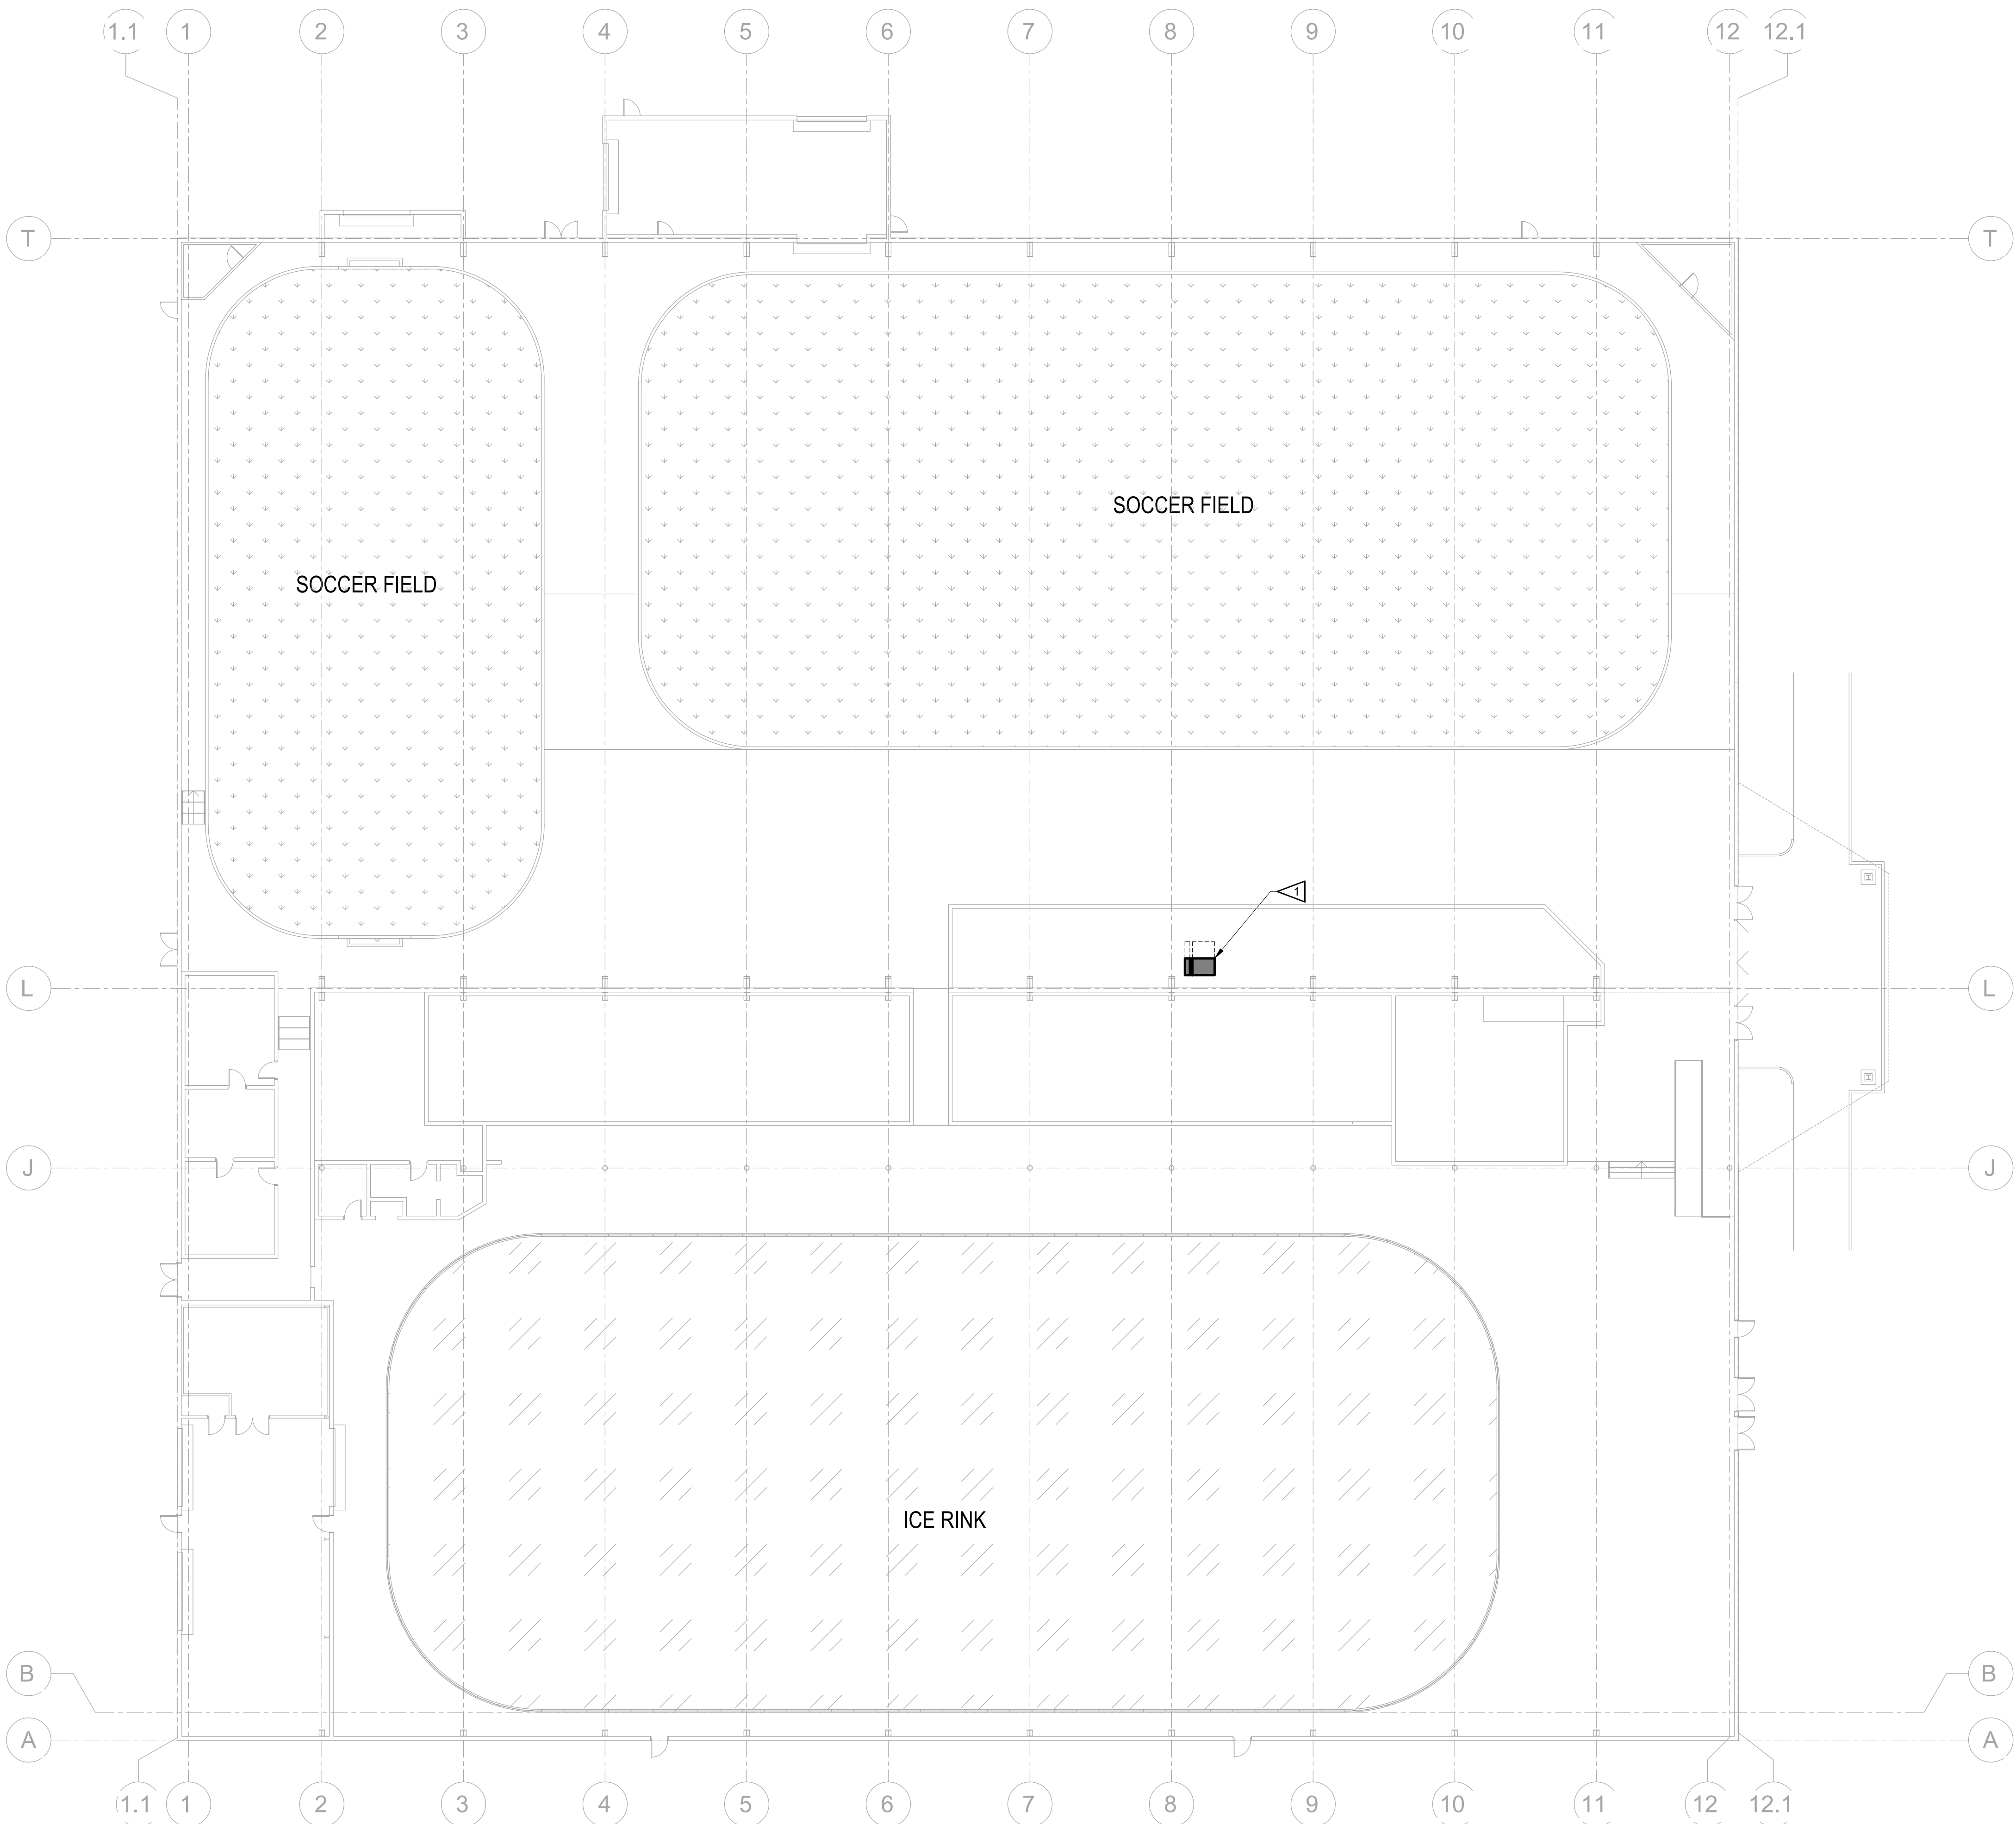 1.1 1 2 3 4 5 6 7 8 9 10 11 12 12.1
T T
SOCCER FIELD
SOCCER FIELD
1
L L
J J
ICE RINK
B B
A A
1.1 1 2 3 4 5 6 7 8 9 10 11 12 12.1